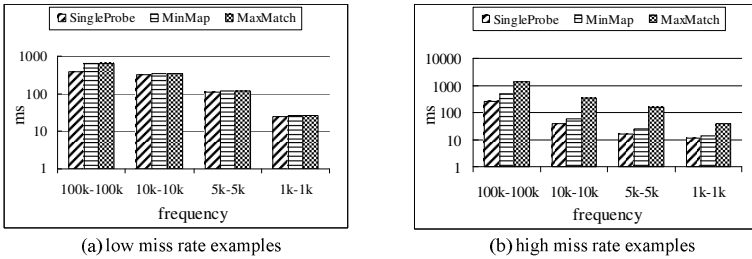 SingleProbe MinMap MaxMatch
1000
100
10
1
ms
100k-100k 10k-10k 5k-5k 1k-1k
frequency
(a) low miss rate examples
SingleProbe MinMap MaxMatch
10000
1000
100
10
1
ms
100k-100k 10k-10k 5k-5k 1k-1k
frequency
(b) high miss rate examples